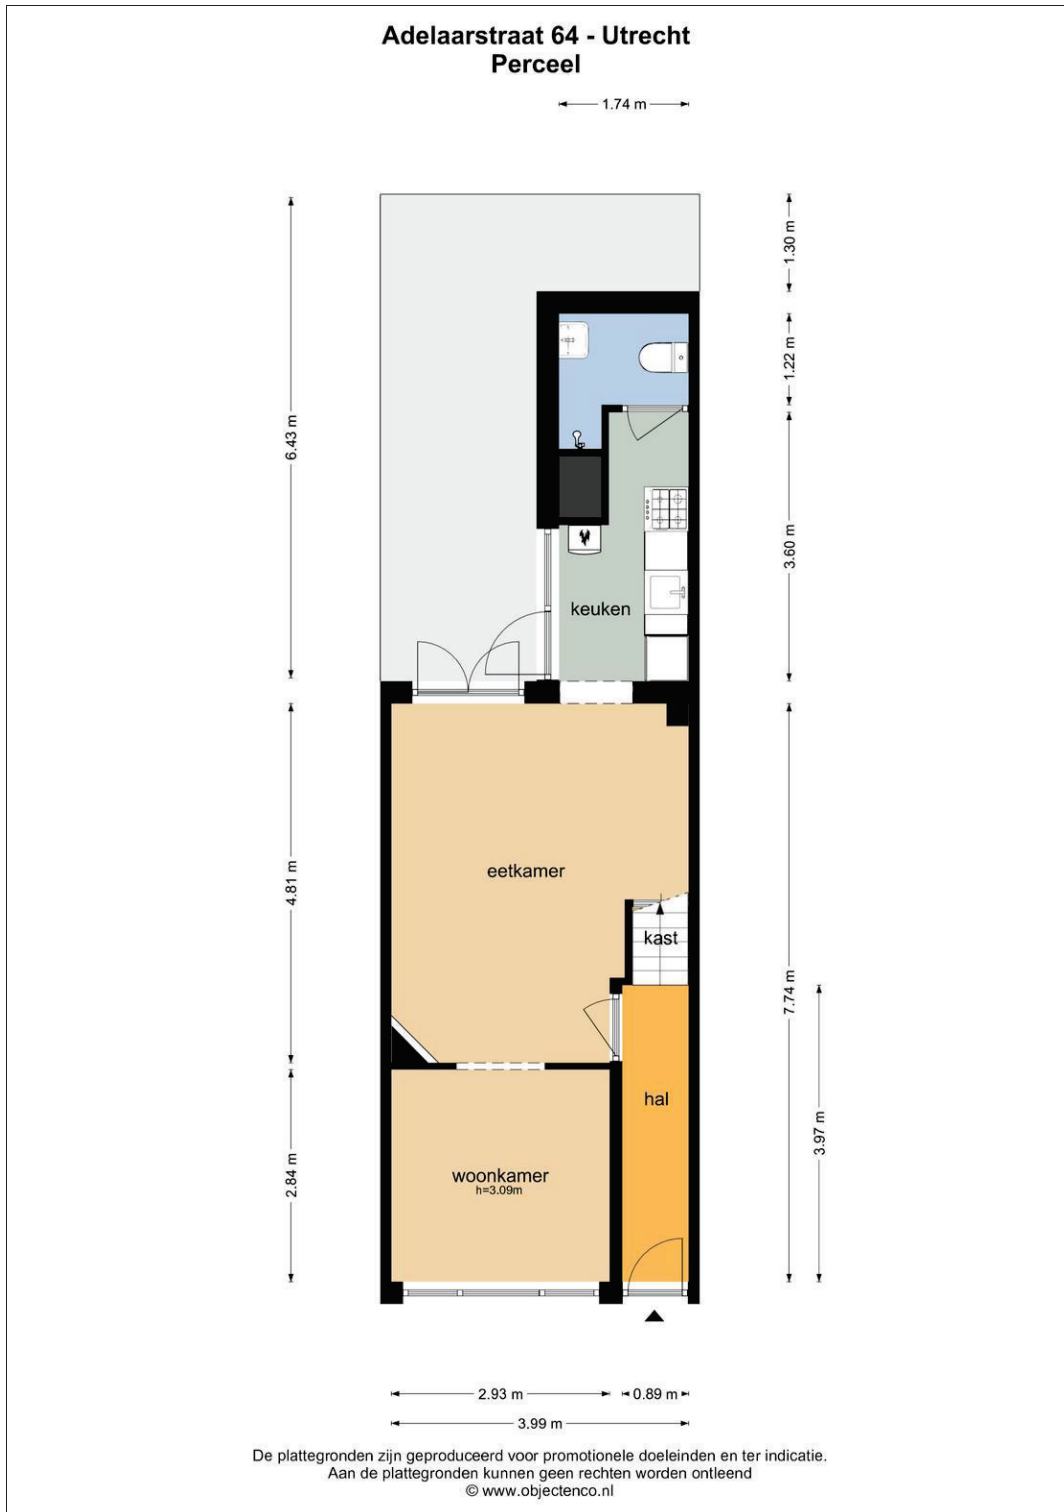 Adelaarstraat 64 - Utrecht
Perceel
1.74 m
1.30 m
1.22 m
6.43 m
3.60 m
keuken
eetkamer
4.81 m
kast
7.74 m
hal
3.97 m
woonkamer
h=3.09m
2.84 m
2.93 m
0.89 m
3.99 m
De plattegronden zijn geproduceerd voor promotionele doeleinden en ter indicatie.
Aan de plattegronden kunnen geen rechten worden ontleend
© www.objectenco.nl